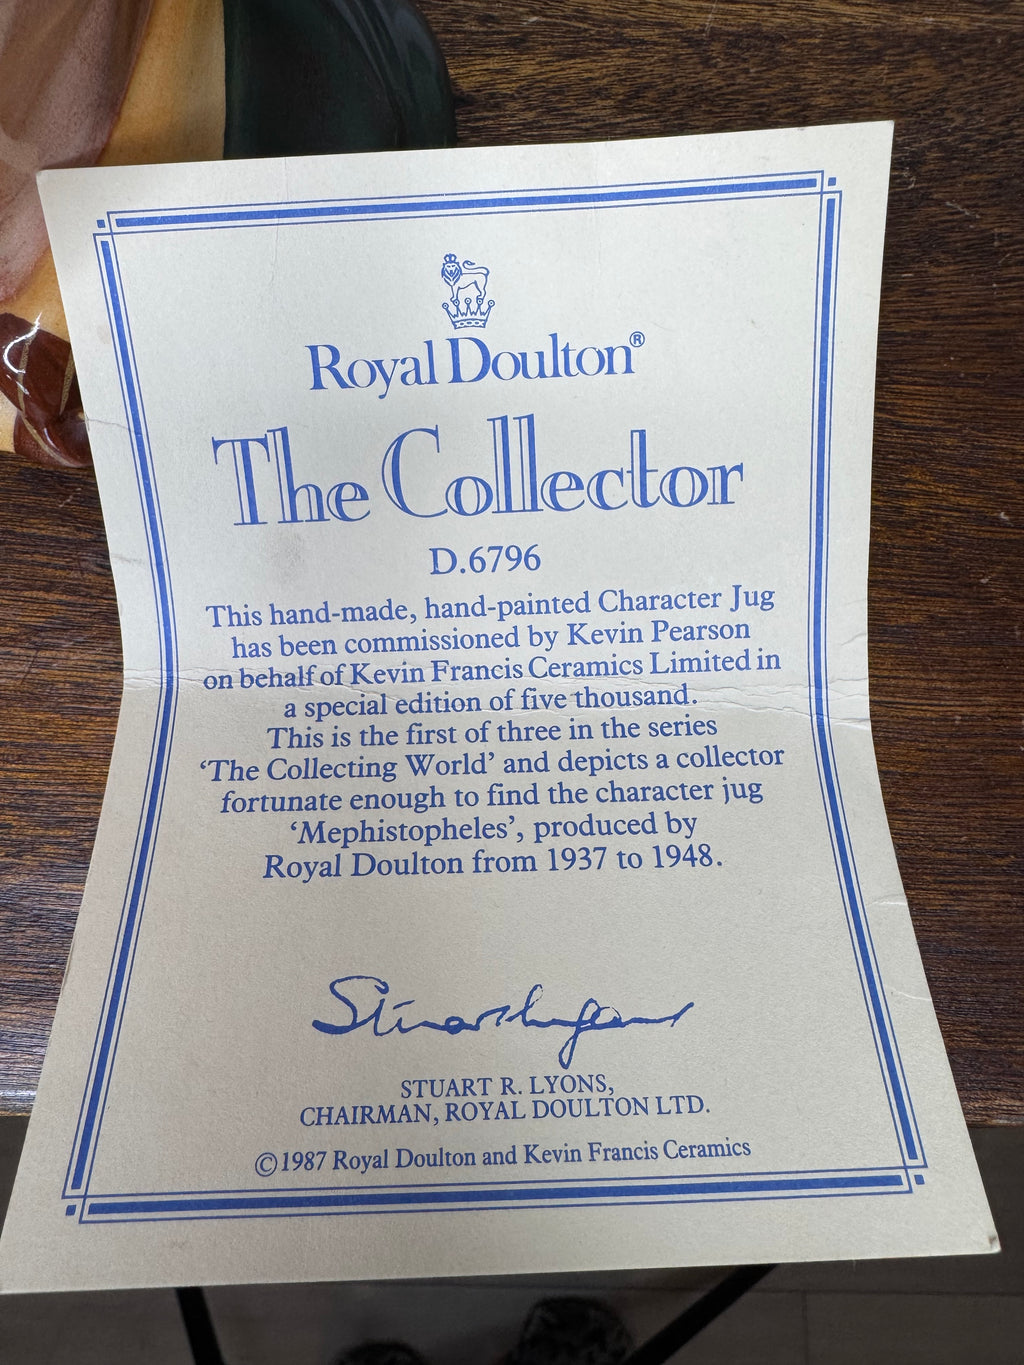 Royal Doulton®
The Collector
D.6796
This hand-made, hand-painted Character Jug
has been commissioned by Kevin Pearson
on behalf of Kevin Francis Ceramics Limited in
a special edition of five thousand.
This is the first of three in the series
‘The Collecting World’ and depicts a collector
fortunate enough to find the character jug
‘Mephistopheles’, produced by
Royal Doulton from 1937 to 1948.
Stuart Lyons
STUART R. LYONS,
CHAIRMAN, ROYAL DOULTON LTD.
©1987 Royal Doulton and Kevin Francis Ceramics